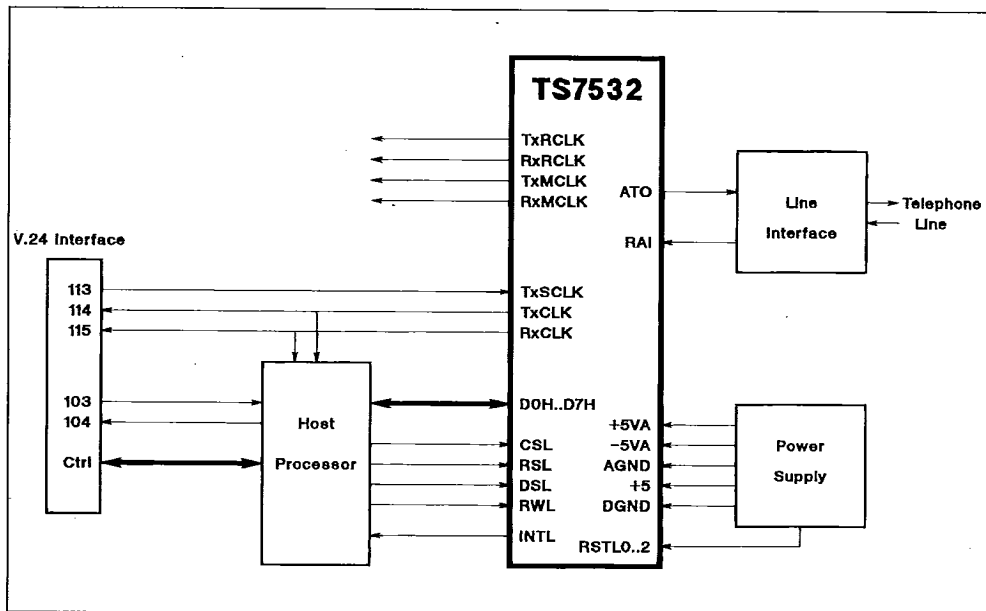 TS7532
TxRCLK
RxRCLK
TxMCLK
RxMCLK
ATO
RAI
Line
Interface
Telephone
Line
V.24 Interface
113
114
115
TxSCLK
TxCLK
RxCLK
103
104
Ctrl
Host
Processor
D0H..D7H
CSL
RSL
DSL
RWL
INTL
+5VA
-5VA
AGND
+5
DGND
RSTL0..2
Power
Supply